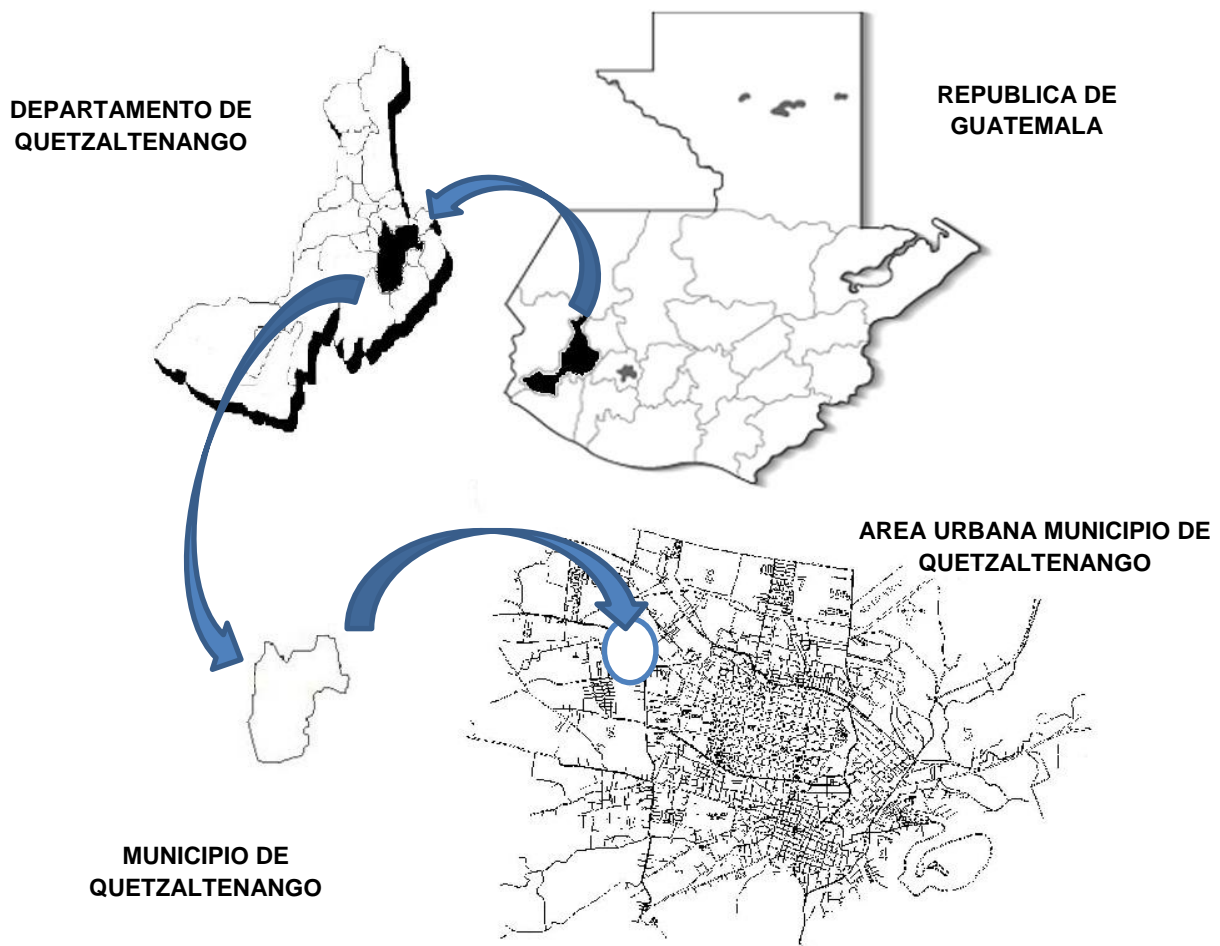 DEPARTAMENTO DE
QUETZALTENANGO
REPUBLICA DE
GUATEMALA
AREA URBANA MUNICIPIO DE
QUETZALTENANGO
MUNICIPIO DE
QUETZALTENANGO